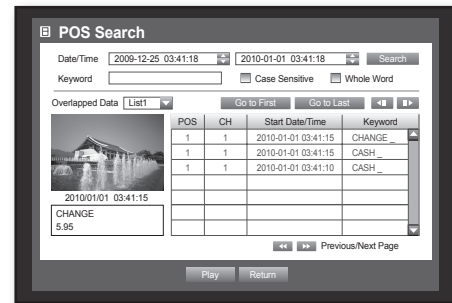 POS Search
Date/Time 2009-12-25 03:41:18 2010-01-01 03:41:18 Search
Keyword Case Sensitive Whole Word
Overlapped Data List1 Go to First Go to Last
POS CH Start Date/Time Keyword
1 1 2010-01-01 03:41:15 CHANGE _
1 1 2010-01-01 03:41:15 CASH _
1 1 2010-01-01 03:41:10 CASH _
2010/01/01 03:41:15
CHANGE
5.95
Previous/Next Page
Play Return